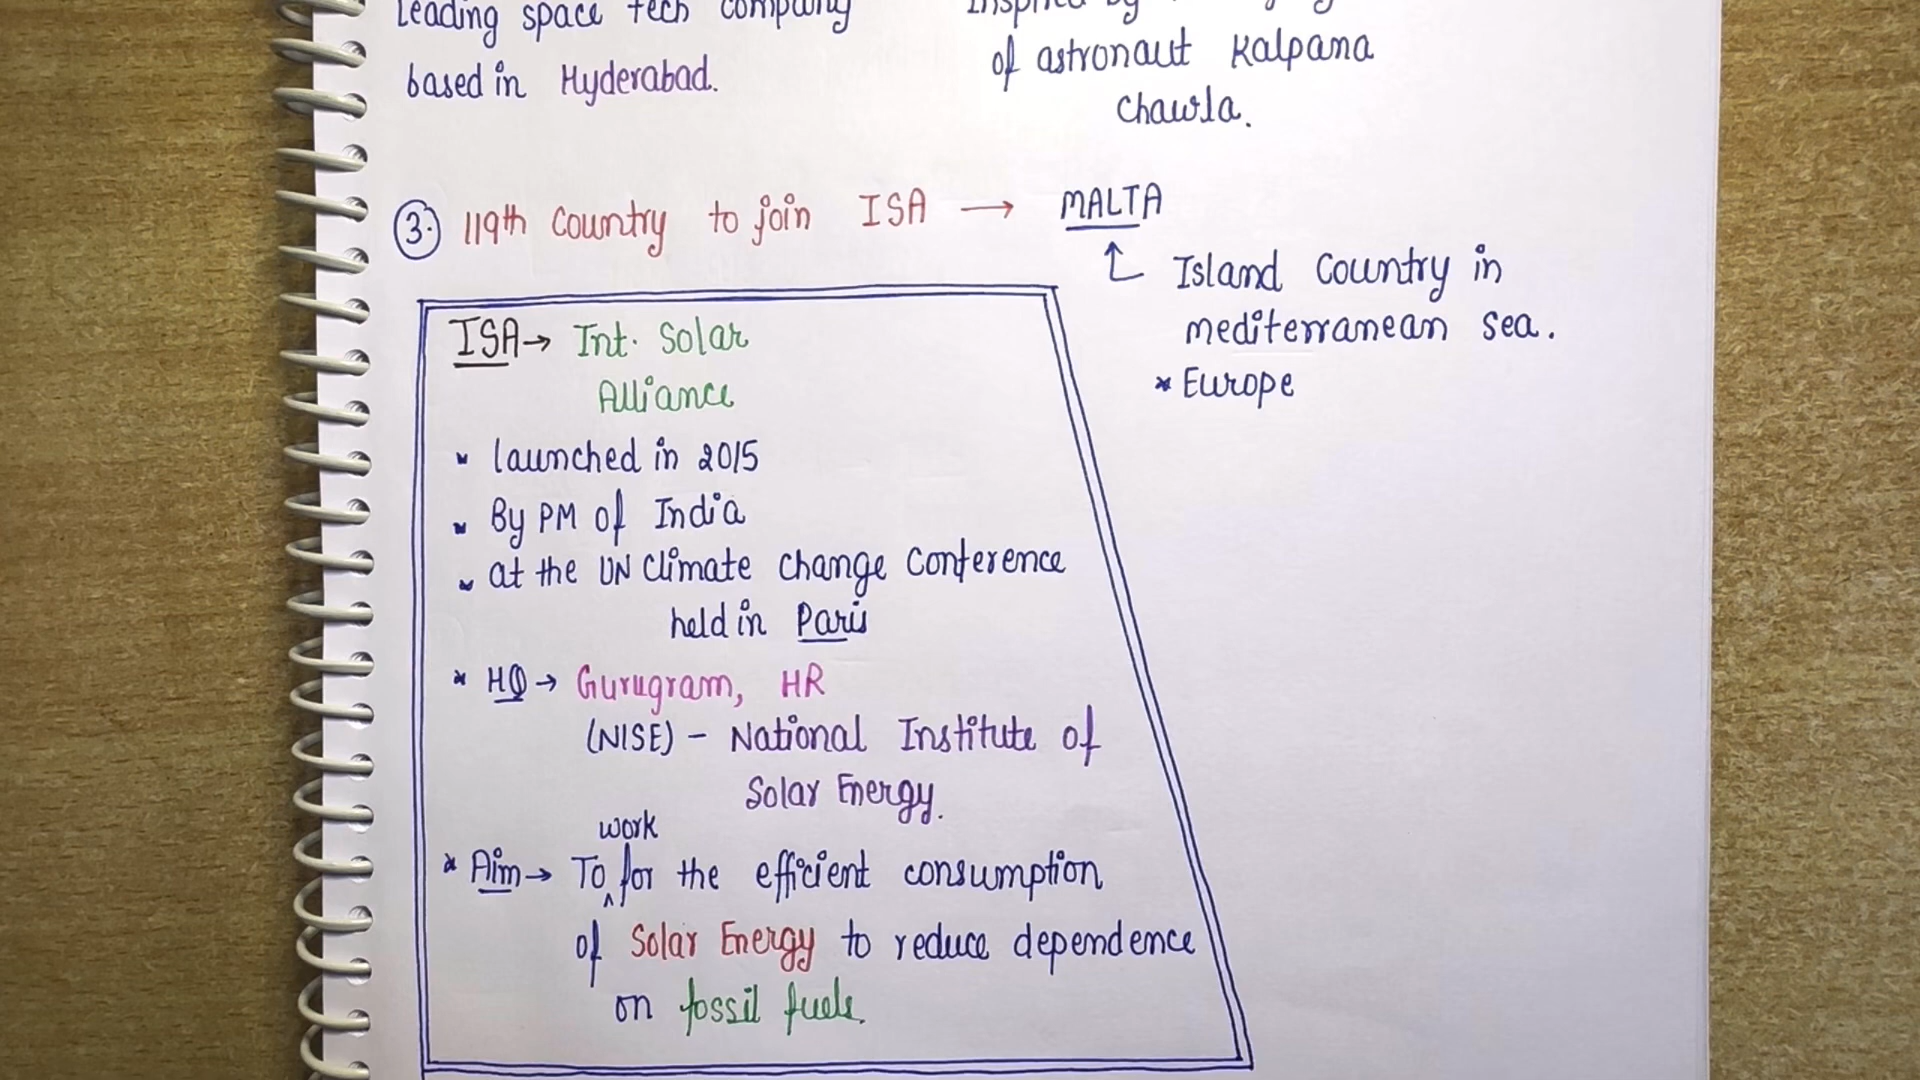 Leading space tech company
based in Hyderabad.
Inspired by
of astronaut Kalpana
Chawla.
3. 119th Country to join ISA → MALTA
Island Country in
mediterranean sea.
* Europe
ISA → Int. Solar
Alliance
launched in 2015
By PM of India
at the UN Climate change Conference
held in Paris
* HQ → Gurugram, HR
(NISE) - National Institute of
Solar Energy.
work
* Aim → To ^ for the efficient consumption
of Solar Energy to reduce dependence
on fossil fuels.